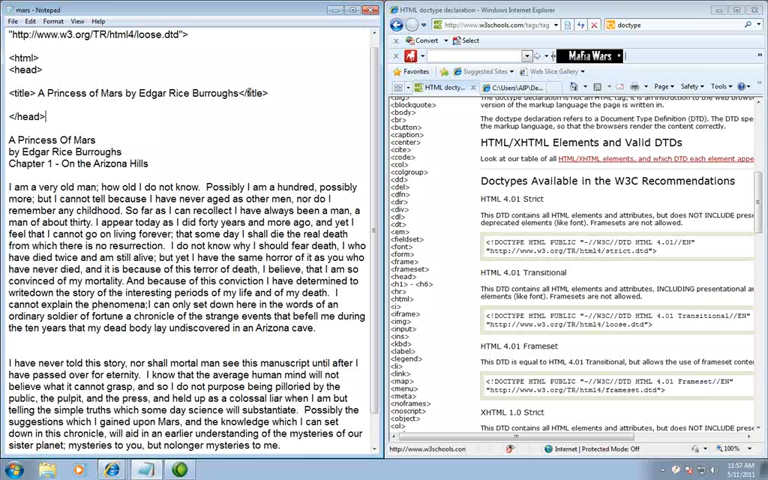 mars - Notepad
File Edit Format View Help
"http://www.w3.org/TR/html4/loose.dtd">
<html>
<head>
<title> A Princess of Mars by Edgar Rice Burroughs</title>
</head>
A Princess Of Mars
by Edgar Rice Burroughs
Chapter 1 - On the Arizona Hills
I am a very old man; how old I do not know. Possibly I am a hundred, possibly
more; but I cannot tell because I have never aged as other men, nor do I
remember any childhood. So far as I can recollect I have always been a man, a
man of about thirty. I appear today as I did forty years and more ago, and yet I
feel that I cannot go on living forever; that some day I shall die the real death
from which there is no resurrection. I do not know why I should fear death, I who
have died twice and am still alive; but yet I have the same horror of it as you who
have never died, and it is because of this terror of death, I believe, that I am so
convinced of my mortality. And because of this conviction I have determined to
writedown the story of the interesting periods of my life and of my death. I
cannot explain the phenomena;I can only set down here in the words of an
ordinary soldier of fortune a chronicle of the strange events that befell me during
the ten years that my dead body lay undiscovered in an Arizona cave.
I have never told this story, nor shall mortal man see this manuscript until after I
have passed over for eternity. I know that the average human mind will not
believe what it cannot grasp, and so I do not purpose being pilloried by the
public, the pulpit, and the press, and held up as a colossal liar when I am but
telling the simple truths which some day science will substantiate. Possibly the
suggestions which I gained upon Mars, and the knowledge which I can set
down in this chronicle, will aid in an earlier understanding of the mysteries of our
sister planet; mysteries to you, but nolonger mysteries to me.
HTML doctype declaration - Windows Internet Explorer
http://www.w3schools.com/tags/tag
doctype
Convert Select
MAFIA WARS
Favorites Suggested Sites Web Slice Gallery
HTML doctyp... C:\Users\AIP\Dec...
Page Safety Tools
<blockquote>
<body>
<br>
<button>
<caption>
<center>
<cite>
<code>
<col>
<colgroup>
<dd>
<del>
<dfn>
<dir>
<div>
<dl>
<dt>
<em>
<fieldset>
<font>
<form>
<frame>
<frameset>
<head>
<h1> - <h6>
<hr>
<html>
<i>
<iframe>
<img>
<input>
<ins>
<kbd>
<label>
<legend>
<li>
<link>
<map>
<menu>
<meta>
<noframes>
<noscript>
<object>
<ol>
The doctype declaration is not an HTML tag; it is an instruction to the web brow
version of the markup language the page is written in.
The doctype declaration refers to a Document Type Definition (DTD). The DTD spe
the markup language, so that the browsers render the content correctly.
HTML/XHTML Elements and Valid DTDs
Look at our table of all HTML/XHTML elements, and which DTD each element appe
Doctypes Available in the W3C Recommendations
HTML 4.01 Strict
This DTD contains all HTML elements and attributes, but does NOT INCLUDE prese
deprecated elements (like font). Framesets are not allowed.
<!DOCTYPE HTML PUBLIC "-//W3C//DTD HTML 4.01//EN"
"http://www.w3.org/TR/html4/strict.dtd">
HTML 4.01 Transitional
This DTD contains all HTML elements and attributes, INCLUDING presentational a
elements (like font). Framesets are not allowed.
<!DOCTYPE HTML PUBLIC "-//W3C//DTD HTML 4.01 Transitional//EN"
"http://www.w3.org/TR/html4/loose.dtd">
HTML 4.01 Frameset
This DTD is equal to HTML 4.01 Transitional, but allows the use of frameset conter
<!DOCTYPE HTML PUBLIC "-//W3C//DTD HTML 4.01 Frameset//EN"
"http://www.w3.org/TR/html4/frameset.dtd">
XHTML 1.0 Strict
http://www.w3schools.con
Internet | Protected Mode: Off
100%
11:57 AM
5/11/2011